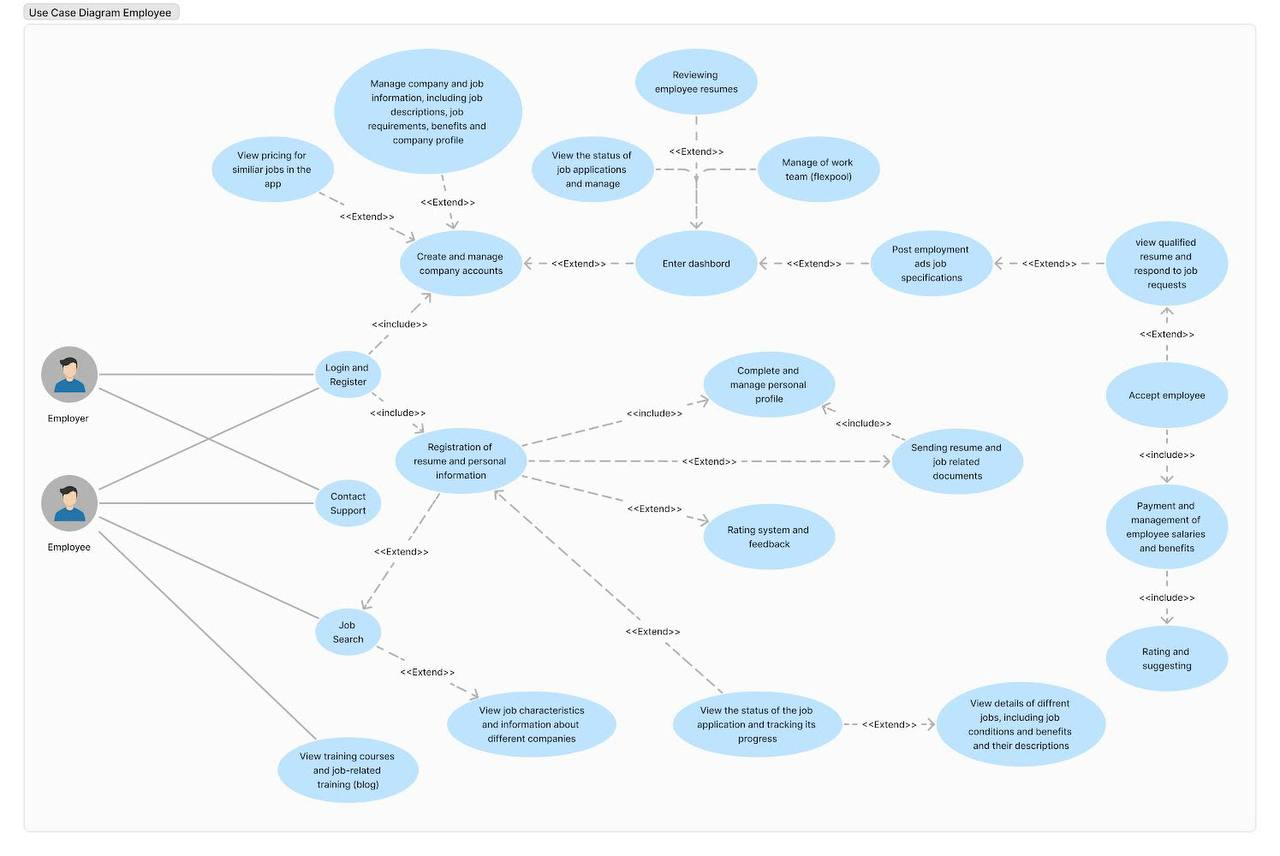 Use Case Diagram Employee
Manage company and job
information, including job
descriptions, job
requirements, benefits and
company profile
Reviewing
employee resumes
View pricing for
similiar jobs in the
app
<<Extend>>
<<Extend>>
View the status of
job applications
and manage
<<Extend>>
Manage of work
team (flexpool)
Create and manage
company accounts
<<Extend>>
Enter dashbord
<<Extend>>
Post employment
ads job
specifications
<<Extend>>
view qualified
resume and
respond to job
requests
<<include>>
<<Extend>>
Employer
Login and
Register
<<include>>
Complete and
manage personal
profile
Accept employee
<<include>>
<<include>>
Registration of
resume and personal
information
<<Extend>>
Sending resume and
job related
documents
<<include>>
Employee
Contact
Support
<<Extend>>
Rating system and
feedback
Payment and
management of
employee salaries
and benefits
<<Extend>>
<<include>>
Job
Search
<<Extend>>
Rating and
suggesting
<<Extend>>
View job characteristics
and information about
different companies
View the status of the job
application and tracking its
progress
<<Extend>>
View details of diffrent
jobs, including job
conditions and benefits
and their descriptions
View training courses
and job-related
training (blog)